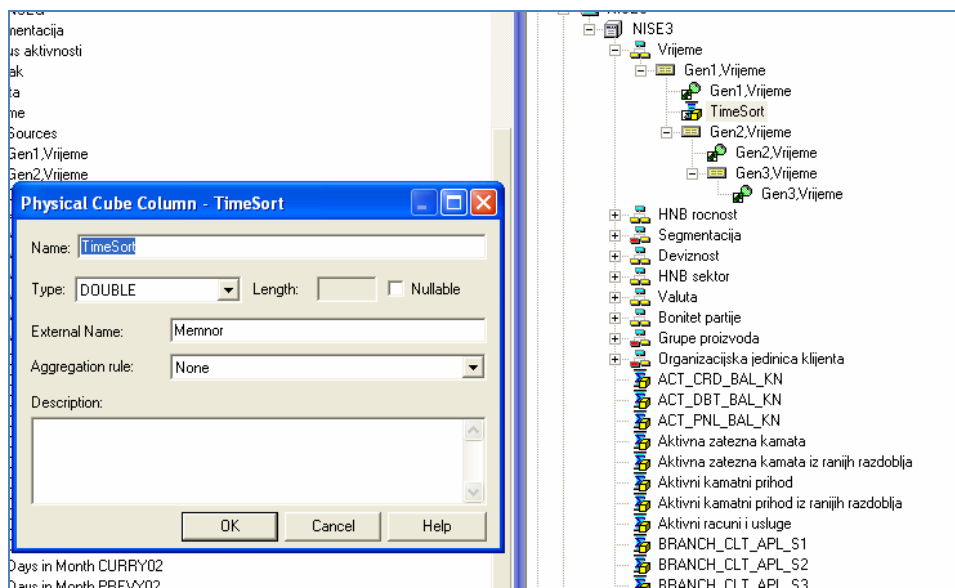 mentacija
us aktivnosti
ak
ta
me
Sources
Gen1,Vrijeme
Gen2,Vrijeme
Physical Cube Column - TimeSort
Name: TimeSort
Type: DOUBLE Length: Nullable
External Name: Memnor
Aggregation rule: None
Description:
OK Cancel Help
Days in Month CURRY02
Days in Month PREVY02
NISE3
Vrijeme
Gen1,Vrijeme
Gen1,Vrijeme
TimeSort
Gen2,Vrijeme
Gen2,Vrijeme
Gen3,Vrijeme
Gen3,Vrijeme
HNB rocnost
Segmentacija
Deviznost
HNB sektor
Valuta
Bonitet partije
Grupe proizvoda
Organizacijska jedinica klijenta
ACT_CRD_BAL_KN
ACT_DBT_BAL_KN
ACT_PNL_BAL_KN
Aktivna zatezna kamata
Aktivna zatezna kamata iz ranijh razdoblja
Aktivni kamatni prihod
Aktivni kamatni prihod iz ranijih razdoblja
Aktivni racuni i usluge
BRANCH_CLT_APL_S1
BRANCH_CLT_APL_S2
BRANCH_CLT_APL_S3